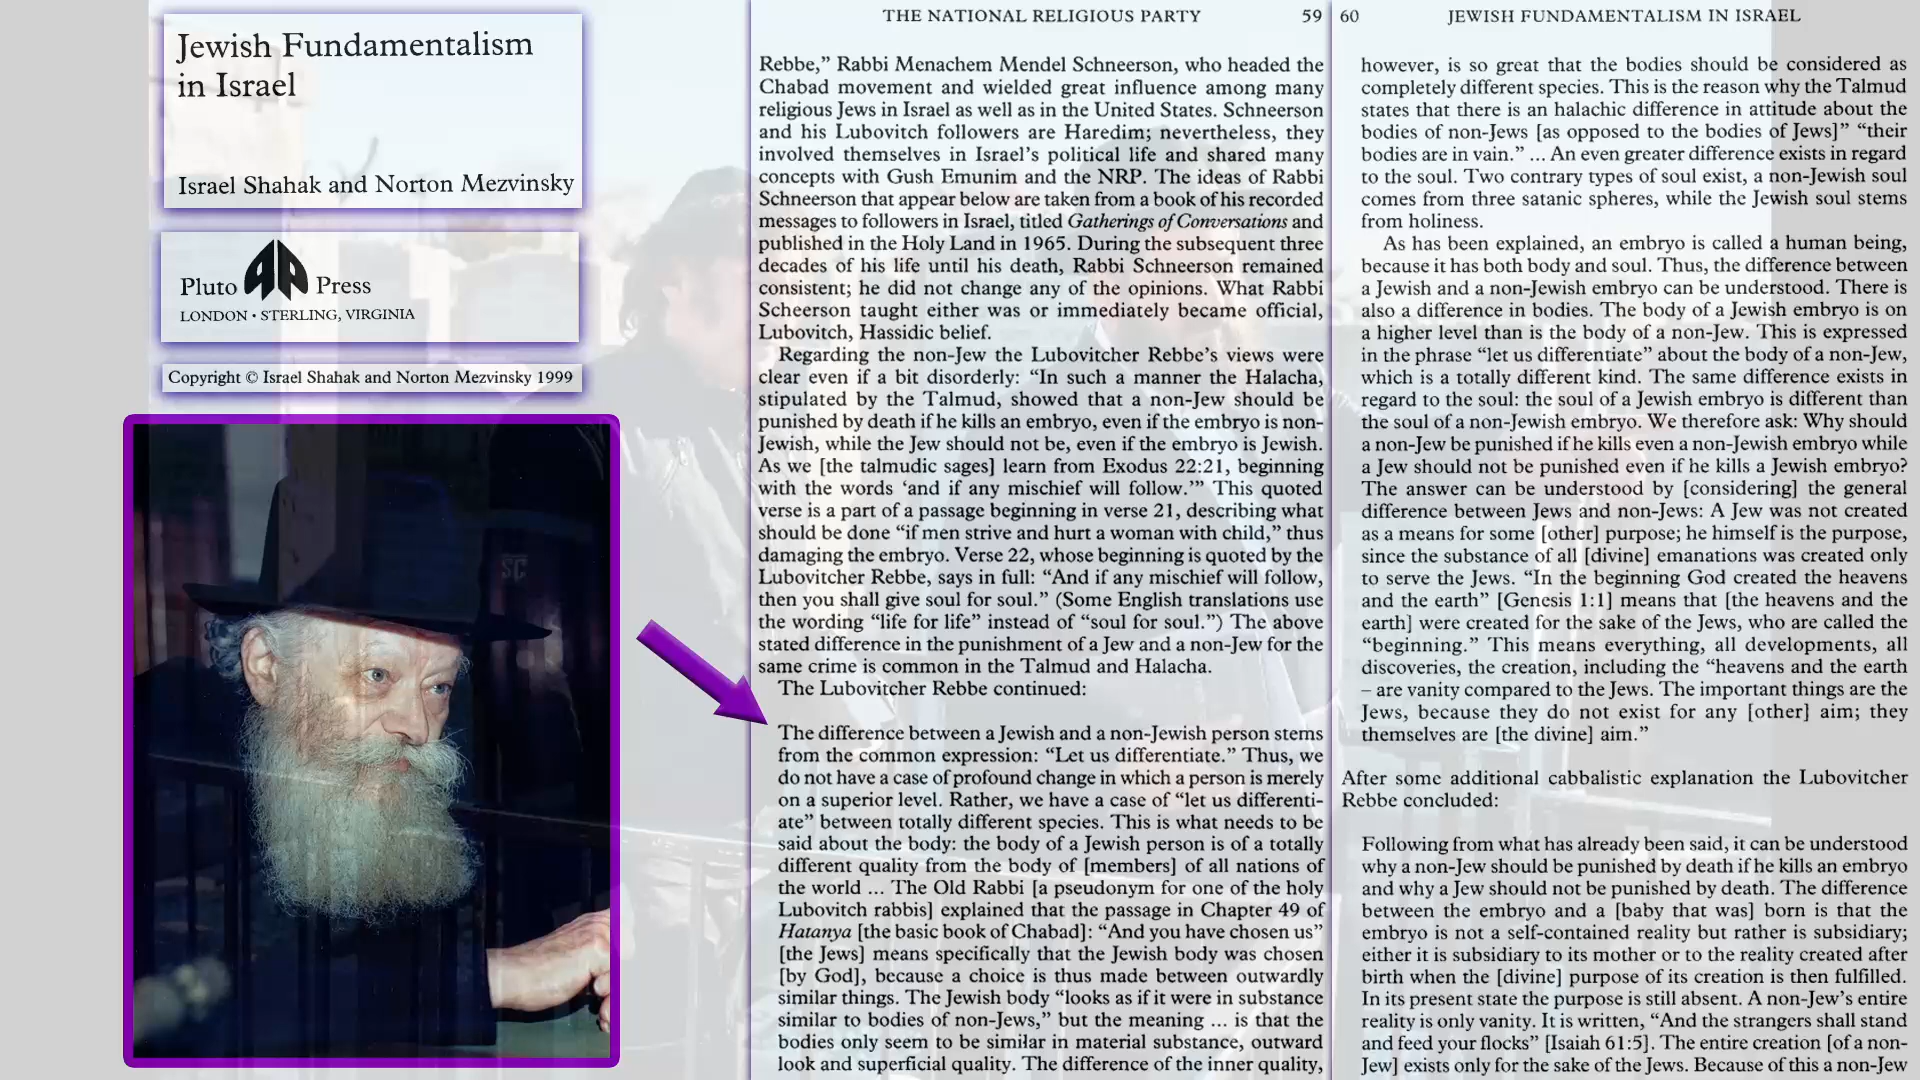 Jewish Fundamentalism
in Israel
Israel Shahak and Norton Mezvinsky
Pluto Press
LONDON • STERLING, VIRGINIA
Copyright © Israel Shahak and Norton Mezvinsky 1999
SC
THE NATIONAL RELIGIOUS PARTY 59
Rebbe,” Rabbi Menachem Mendel Schneerson, who headed the
Chabad movement and wielded great influence among many
religious Jews in Israel as well as in the United States. Schneerson
and his Lubovitch followers are Haredim; nevertheless, they
involved themselves in Israel’s political life and shared many
concepts with Gush Emunim and the NRP. The ideas of Rabbi
Schneerson that appear below are taken from a book of his recorded
messages to followers in Israel, titled Gatherings of Conversations and
published in the Holy Land in 1965. During the subsequent three
decades of his life until his death, Rabbi Schneerson remained
consistent; he did not change any of the opinions. What Rabbi
Scheerson taught either was or immediately became official,
Lubovitch, Hassidic belief.
Regarding the non-Jew the Lubovitcher Rebbe’s views were
clear even if a bit disorderly: “In such a manner the Halacha,
stipulated by the Talmud, showed that a non-Jew should be
punished by death if he kills an embryo, even if the embryo is non-
Jewish, while the Jew should not be, even if the embryo is Jewish.
As we [the talmudic sages] learn from Exodus 22:21, beginning
with the words ‘and if any mischief will follow.’” This quoted
verse is a part of a passage beginning in verse 21, describing what
should be done “if men strive and hurt a woman with child,” thus
damaging the embryo. Verse 22, whose beginning is quoted by the
Lubovitcher Rebbe, says in full: “And if any mischief will follow,
then you shall give soul for soul.” (Some English translations use
the wording “life for life” instead of “soul for soul.”) The above
stated difference in the punishment of a Jew and a non-Jew for the
same crime is common in the Talmud and Halacha.
The Lubovitcher Rebbe continued:
The difference between a Jewish and a non-Jewish person stems
from the common expression: “Let us differentiate.” Thus, we
do not have a case of profound change in which a person is merely
on a superior level. Rather, we have a case of “let us differenti-
ate” between totally different species. This is what needs to be
said about the body: the body of a Jewish person is of a totally
different quality from the body of [members] of all nations of
the world ... The Old Rabbi [a pseudonym for one of the holy
Lubovitch rabbis] explained that the passage in Chapter 49 of
Hatanya [the basic book of Chabad]: “And you have chosen us”
[the Jews] means specifically that the Jewish body was chosen
[by God], because a choice is thus made between outwardly
similar things. The Jewish body “looks as if it were in substance
similar to bodies of non-Jews,” but the meaning ... is that the
bodies only seem to be similar in material substance, outward
look and superficial quality. The difference of the inner quality,
60 JEWISH FUNDAMENTALISM IN ISRAEL
however, is so great that the bodies should be considered as
completely different species. This is the reason why the Talmud
states that there is an halachic difference in attitude about the
bodies of non-Jews [as opposed to the bodies of Jews]” “their
bodies are in vain.” ... An even greater difference exists in regard
to the soul. Two contrary types of soul exist, a non-Jewish soul
comes from three satanic spheres, while the Jewish soul stems
from holiness.
As has been explained, an embryo is called a human being,
because it has both body and soul. Thus, the difference between
a Jewish and a non-Jewish embryo can be understood. There is
also a difference in bodies. The body of a Jewish embryo is on
a higher level than is the body of a non-Jew. This is expressed
in the phrase “let us differentiate” about the body of a non-Jew,
which is a totally different kind. The same difference exists in
regard to the soul: the soul of a Jewish embryo is different than
the soul of a non-Jewish embryo. We therefore ask: Why should
a non-Jew be punished if he kills even a non-Jewish embryo while
a Jew should not be punished even if he kills a Jewish embryo?
The answer can be understood by [considering] the general
difference between Jews and non-Jews: A Jew was not created
as a means for some [other] purpose; he himself is the purpose,
since the substance of all [divine] emanations was created only
to serve the Jews. “In the beginning God created the heavens
and the earth” [Genesis 1:1] means that [the heavens and the
earth] were created for the sake of the Jews, who are called the
“beginning.” This means everything, all developments, all
discoveries, the creation, including the “heavens and the earth
– are vanity compared to the Jews. The important things are the
Jews, because they do not exist for any [other] aim; they
themselves are [the divine] aim.”
After some additional cabbalistic explanation the Lubovitcher
Rebbe concluded:
Following from what has already been said, it can be understood
why a non-Jew should be punished by death if he kills an embryo
and why a Jew should not be punished by death. The difference
between the embryo and a [baby that was] born is that the
embryo is not a self-contained reality but rather is subsidiary;
either it is subsidiary to its mother or to the reality created after
birth when the [divine] purpose of its creation is then fulfilled.
In its present state the purpose is still absent. A non-Jew’s entire
reality is only vanity. It is written, “And the strangers shall stand
and feed your flocks” [Isaiah 61:5]. The entire creation [of a non-
Jew] exists only for the sake of the Jews. Because of this a non-Jew